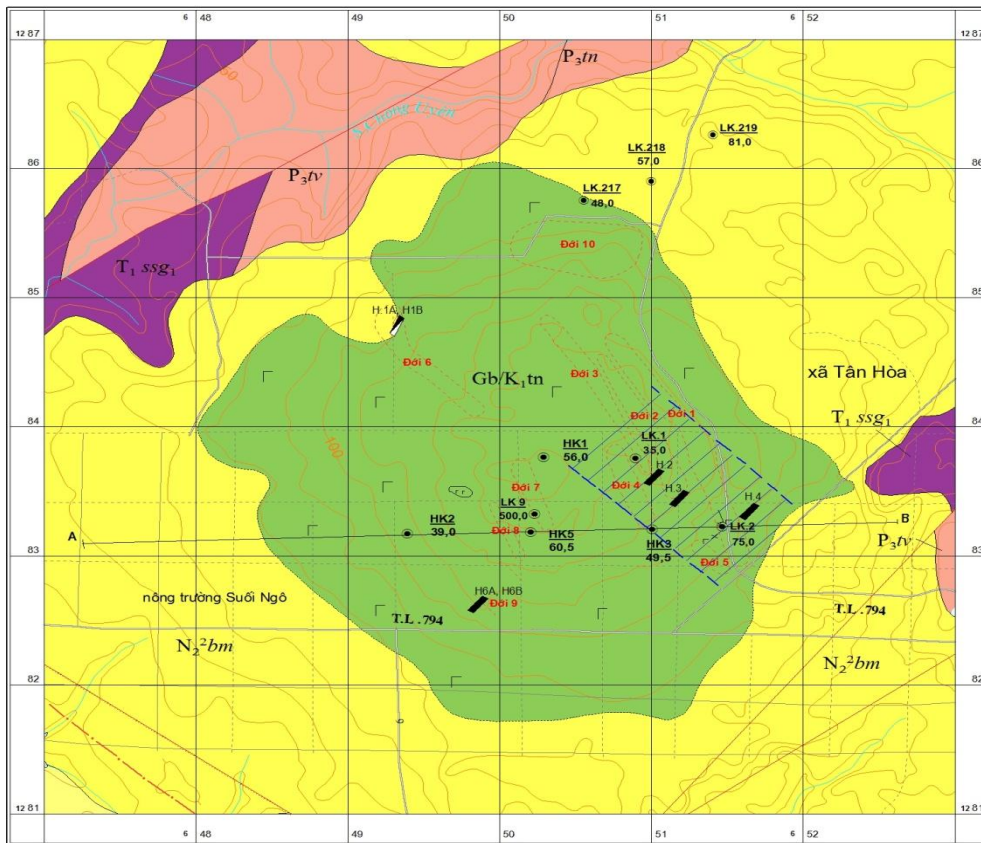 6 48 49 50 51 52
12 87 12 87
86 86
85 85
84 84
83 83
82 82
12 81 12 81
6 48 49 50 51 52
P₃tn
50
LK.219
81,0
LK.218
57,0
P₃tv
LK.217
48,0
Đới 10
T₁ ssg₁
H.1A, H1B
Đới 6
Đới 3
Gb/K₁tn
xã Tân Hòa
T₁ ssg₁
Đới 2
Đới 1
100
HK1
56,0
LK.1
35,0
H 2
Đới 4
H 3
Đới 7
LK 9
500,0
H 4
HK2
39,0
Đới 8
HK5
60,5
HK3
49,5
LK.2
75,0
A
B
Đới 5
P₃tv
nông trường Suối Ngô
H6A, H6B
Đới 9
T.L .794
T.L .794
N₂²bm
N₂²bm